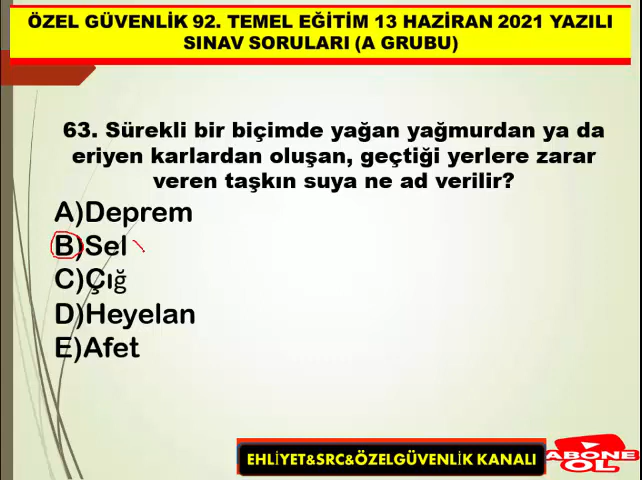 ÖZEL GÜVENLİK 92. TEMEL EĞİTİM 13 HAZİRAN 2021 YAZILI
SINAV SORULARI (A GRUBU)
63. Sürekli bir biçimde yağan yağmurdan ya da
eriyen karlardan oluşan, geçtiği yerlere zarar
veren taşkın suya ne ad verilir?
A)Deprem
B)Sel
C)Çığ
D)Heyelan
E)Afet
EHLİYET&SRC&ÖZELGÜVENLİK KANALI
ABONE
OL